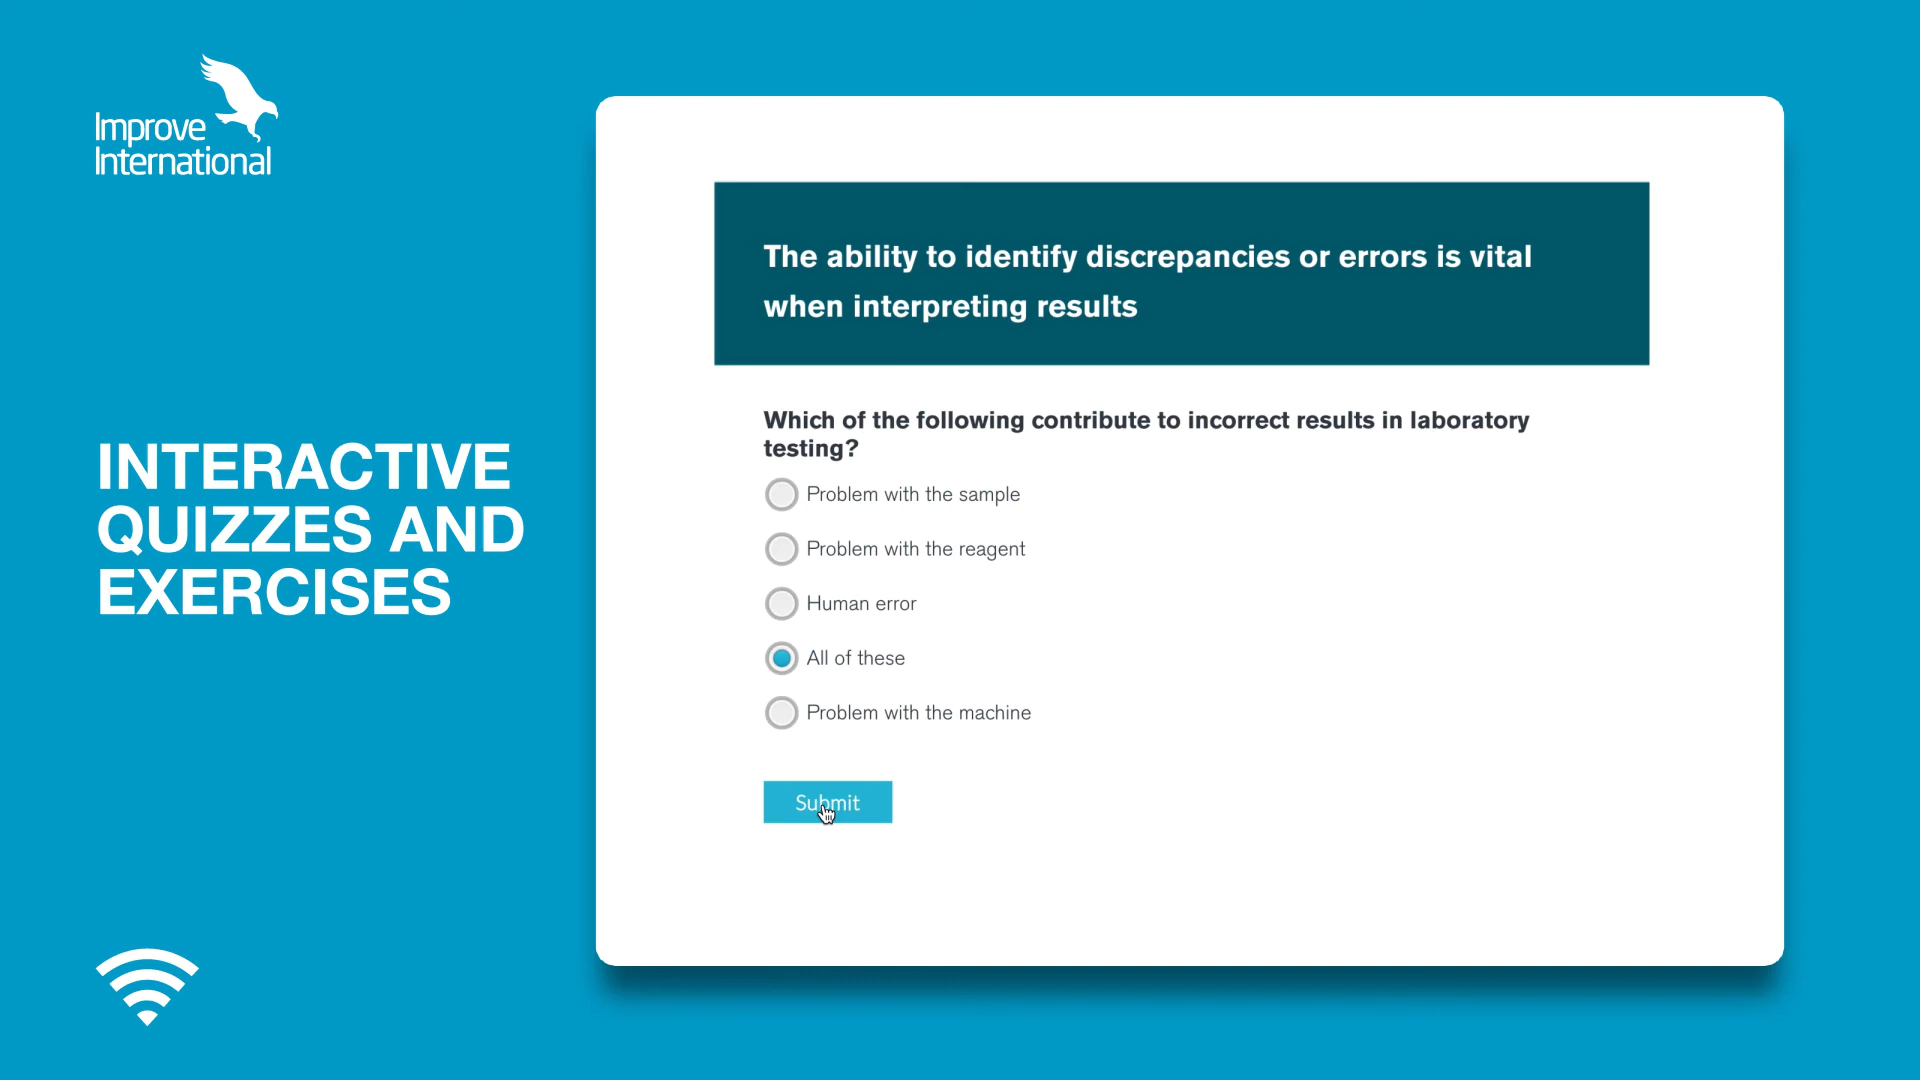 Improve
International
INTERACTIVE
QUIZZES AND
EXERCISES
The ability to identify discrepancies or errors is vital
when interpreting results
Which of the following contribute to incorrect results in laboratory
testing?
Problem with the sample
Problem with the reagent
Human error
All of these
Problem with the machine
Submit